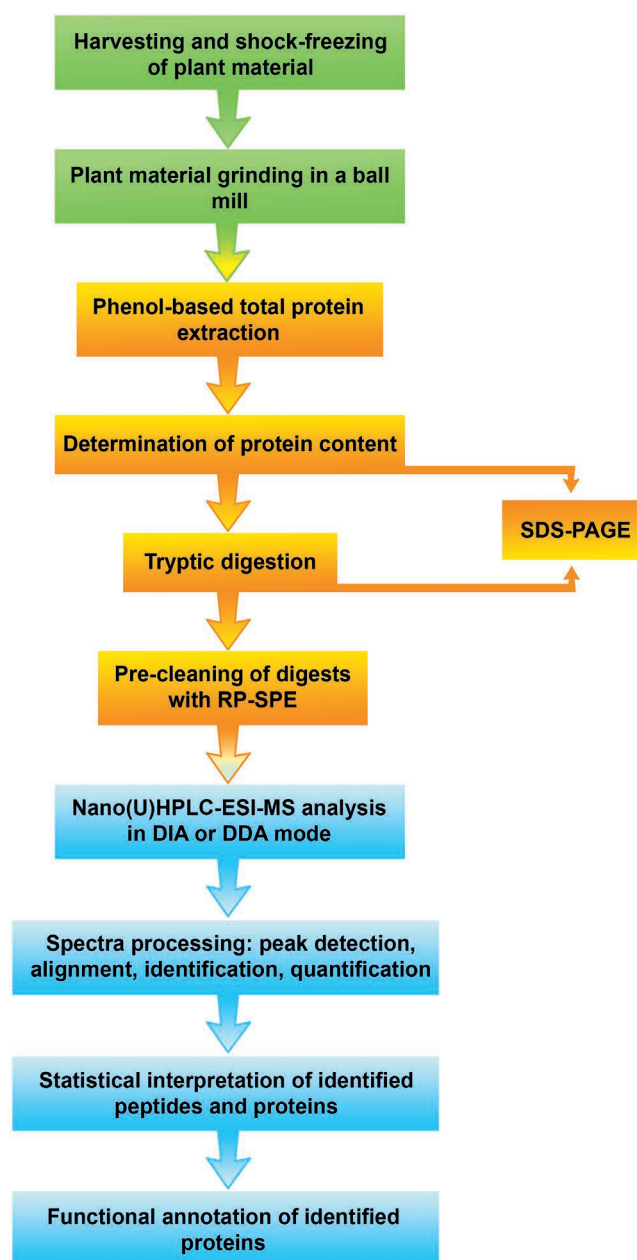 Harvesting and shock-freezing
of plant material
Plant material grinding in a ball
mill
Phenol-based total protein
extraction
Determination of protein content
SDS-PAGE
Tryptic digestion
Pre-cleaning of digests
with RP-SPE
Nano(U)HPLC-ESI-MS analysis
in DIA or DDA mode
Spectra processing: peak detection,
alignment, identification, quantification
Statistical interpretation of identified
peptides and proteins
Functional annotation of identified
proteins